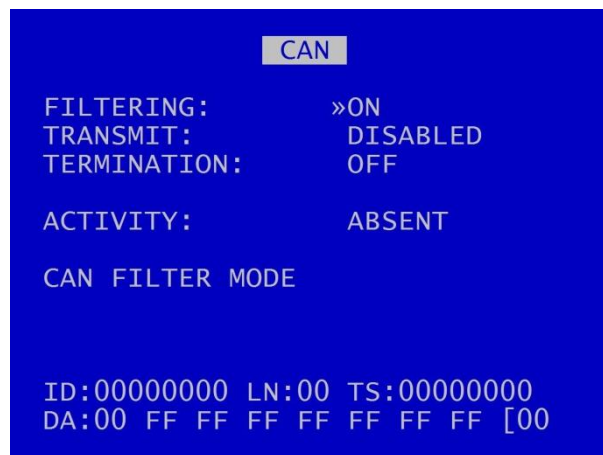 CAN
FILTERING: »ON
TRANSMIT: DISABLED
TERMINATION: OFF
ACTIVITY: ABSENT
CAN FILTER MODE
ID:00000000 LN:00 TS:00000000
DA:00 FF FF FF FF FF FF FF [00